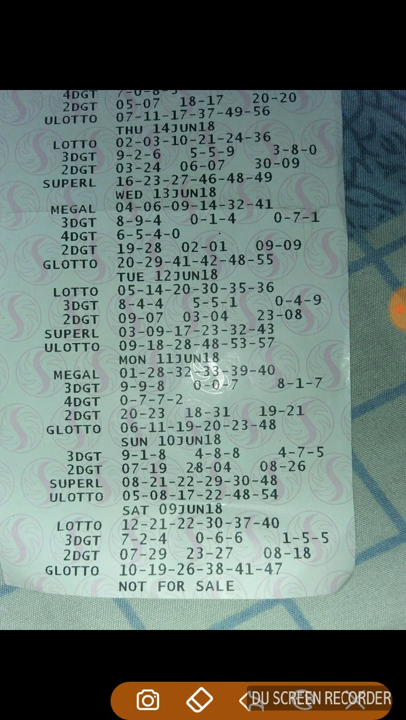 4DGT 7-0-8-5
2DGT 05-07 18-17 20-20
ULOTTO 07-11-17-37-49-56
THU 14JUN18
LOTTO 02-03-10-21-24-36
3DGT 9-2-6 5-5-9 3-8-0
2DGT 03-24 06-07 30-09
SUPERL 16-23-27-46-48-49
WED 13JUN18
MEGAL 04-06-09-14-32-41
3DGT 8-9-4 0-1-4 0-7-1
4DGT 6-5-4-0
2DGT 19-28 02-01 09-09
GLOTTO 20-29-41-42-48-55
TUE 12JUN18
LOTTO 05-14-20-30-35-36
3DGT 8-4-4 5-5-1 0-4-9
2DGT 09-07 03-04 23-08
SUPERL 03-09-17-23-32-43
ULOTTO 09-18-28-48-53-57
MON 11JUN18
MEGAL 01-28-32-33-39-40
3DGT 9-9-8 0-0-7 8-1-7
4DGT 0-7-7-2
2DGT 20-23 18-31 19-21
GLOTTO 06-11-19-20-23-48
SUN 10JUN18
3DGT 9-1-8 4-8-8 4-7-5
2DGT 07-19 28-04 08-26
SUPERL 08-21-22-29-30-48
ULOTTO 05-08-17-22-48-54
SAT 09JUN18
LOTTO 12-21-22-30-37-40
3DGT 7-2-4 0-6-6 1-5-5
2DGT 07-29 23-27 08-18
GLOTTO 10-19-26-38-41-47
NOT FOR SALE
DU SCREEN RECORDER